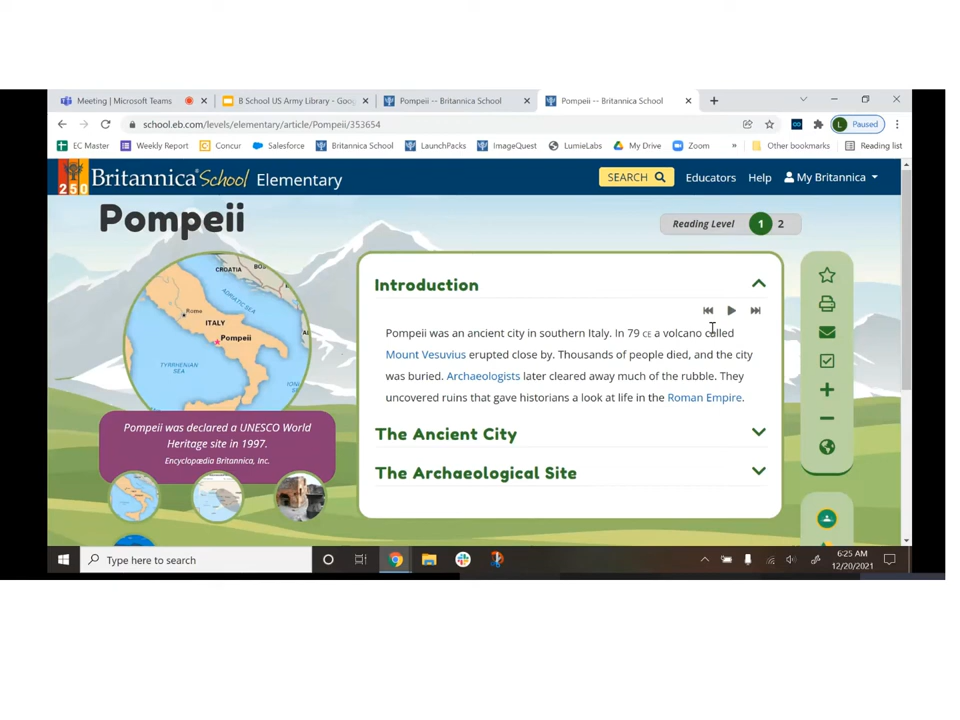 Meeting | Microsoft Teams
B School US Army Library - Goo
Pompeii -- Britannica School
Pompeii -- Britannica School
school.eb.com/levels/elementary/article/Pompeii/353654
L Paused
EC Master
Weekly Report
Concur
Salesforce
Britannica School
LaunchPacks
ImageQuest
LumieLabs
My Drive
Zoom
»
Other bookmarks
Reading list
250
Britannica School Elementary
SEARCH
Educators
Help
My Britannica
Pompeii
Reading Level 1 2
CROATIA
BOS
ADRIATIC SEA
Rome
ITALY
Pompeii
TYRRHENIAN
SEA
IONI
SEA
Introduction
Pompeii was an ancient city in southern Italy. In 79 CE a volcano called
Mount Vesuvius erupted close by. Thousands of people died, and the city
was buried. Archaeologists later cleared away much of the rubble. They
uncovered ruins that gave historians a look at life in the Roman Empire.
The Ancient City
The Archaeological Site
Pompeii was declared a UNESCO World
Heritage site in 1997.
Encyclopædia Britannica, Inc.
Type here to search
6:25 AM
12/20/2021